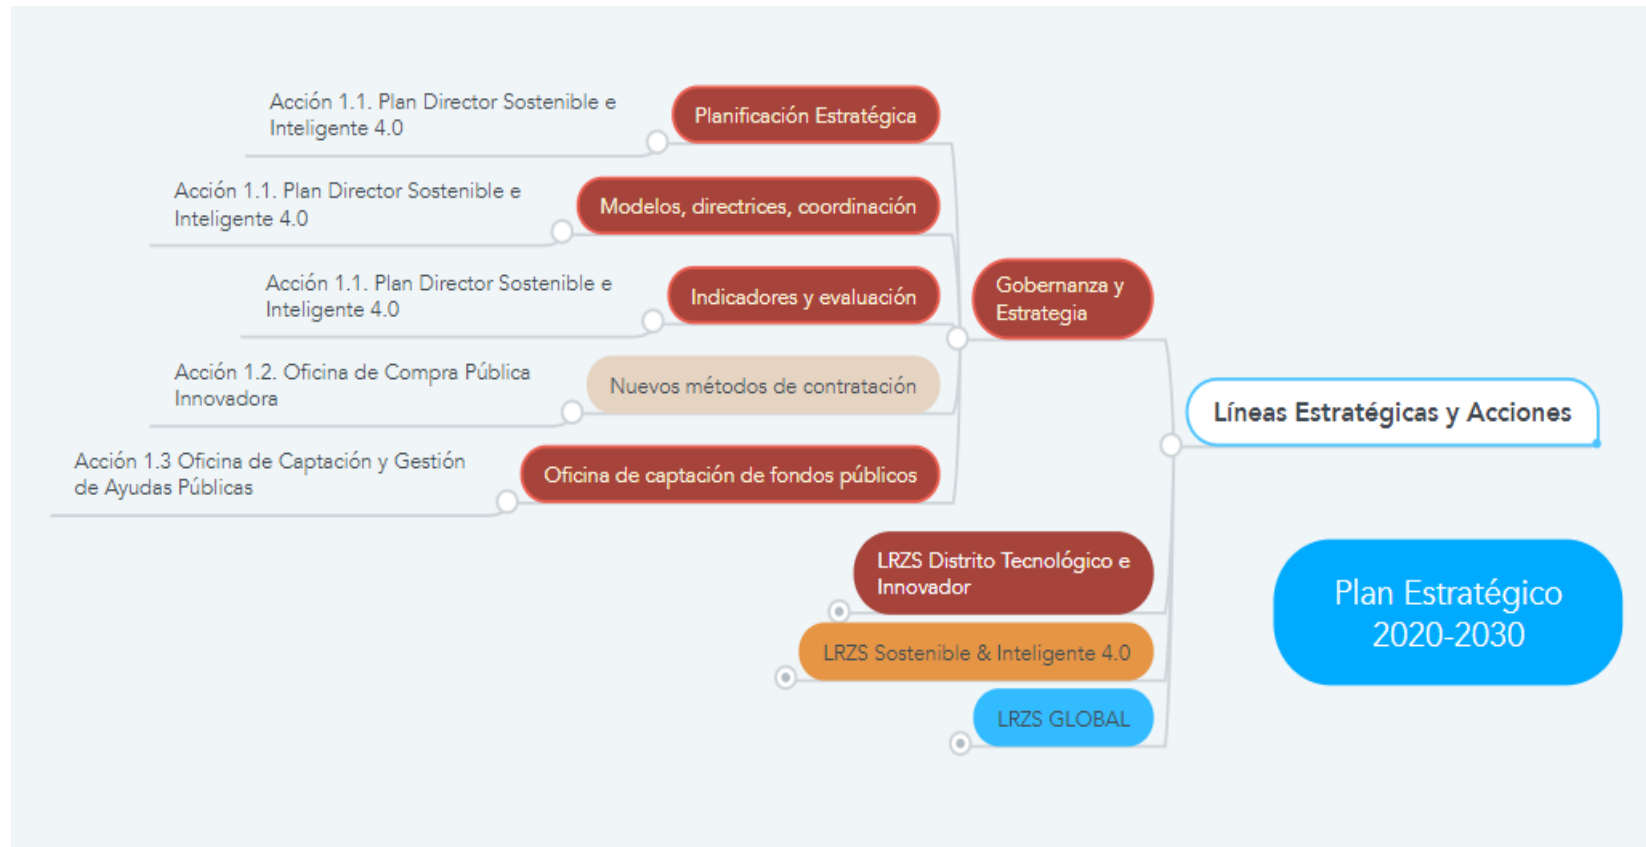 Acción 1.1. Plan Director Sostenible e
Inteligente 4.0
Planificación Estratégica
Acción 1.1. Plan Director Sostenible e
Inteligente 4.0
Modelos, directrices, coordinación
Acción 1.1. Plan Director Sostenible e
Inteligente 4.0
Indicadores y evaluación
Acción 1.2. Oficina de Compra Pública
Innovadora
Nuevos métodos de contratación
Acción 1.3 Oficina de Captación y Gestión
de Ayudas Públicas
Oficina de captación de fondos públicos
Gobernanza y
Estrategia
LRZS Distrito Tecnológico e
Innovador
LRZS Sostenible & Inteligente 4.0
LRZS GLOBAL
Líneas Estratégicas y Acciones
Plan Estratégico
2020-2030